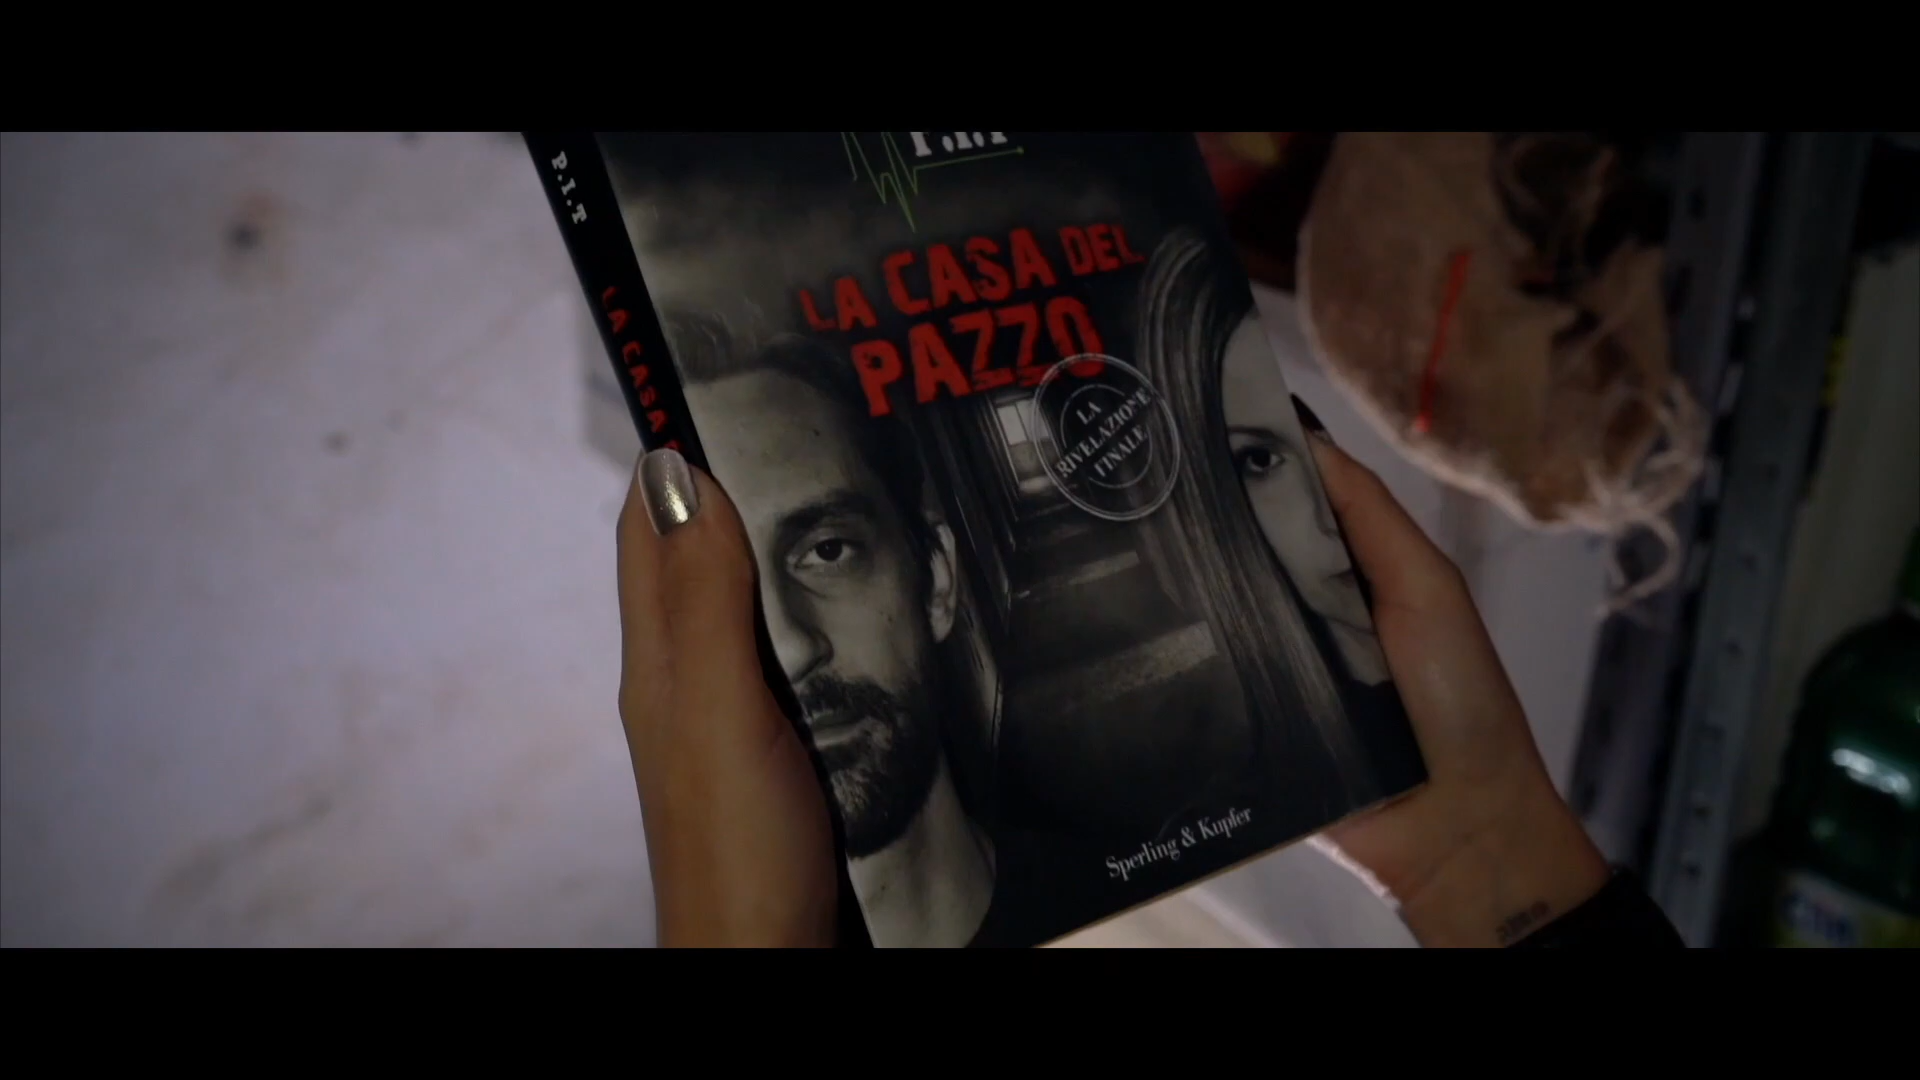 P.I.T
LA CASA
P.I.T
LA CASA DEL
PAZZO
LA
RIVELAZIONE
FINALE
Sperling & Kupfer